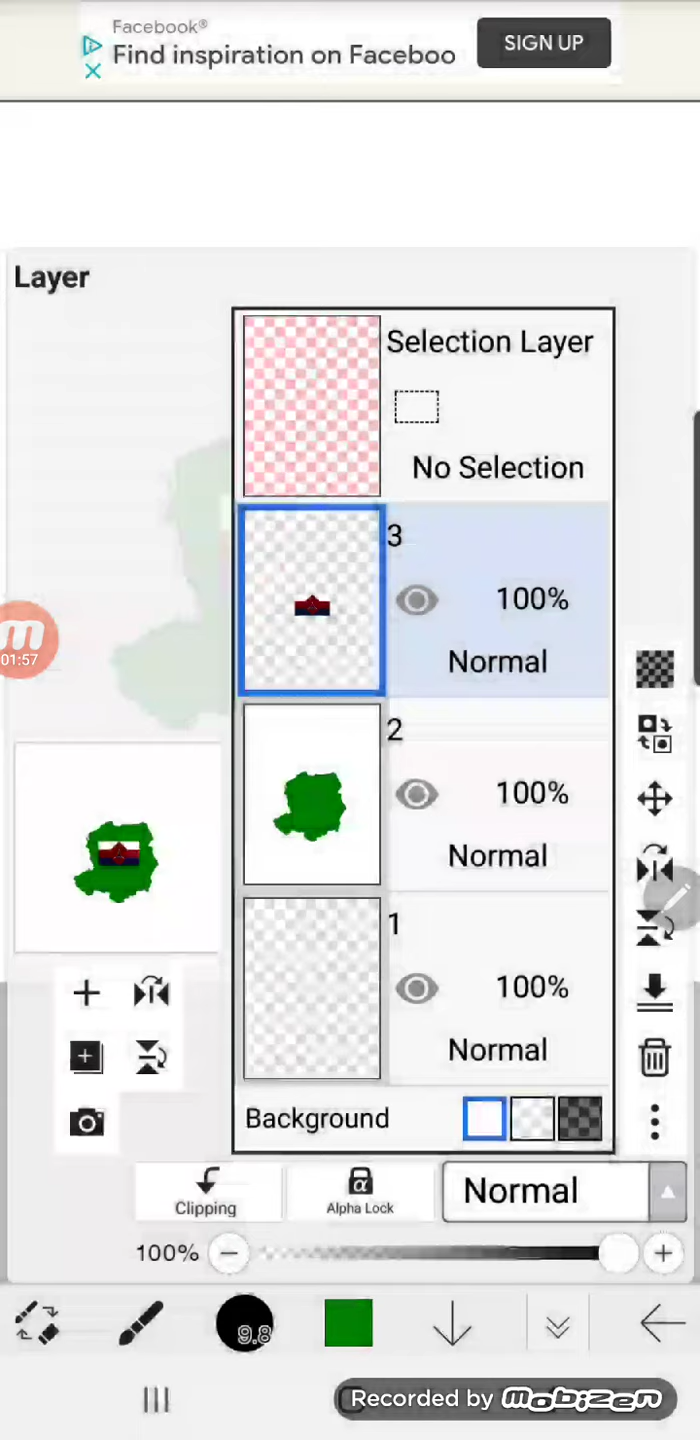 Facebook®
Find inspiration on Faceboo
SIGN UP
Layer
Selection Layer
No Selection
3
100%
Normal
01:57
2
100%
Normal
1
100%
Normal
Background
Clipping
α
Alpha Lock
Normal
100%
9.8
Recorded by mobizen